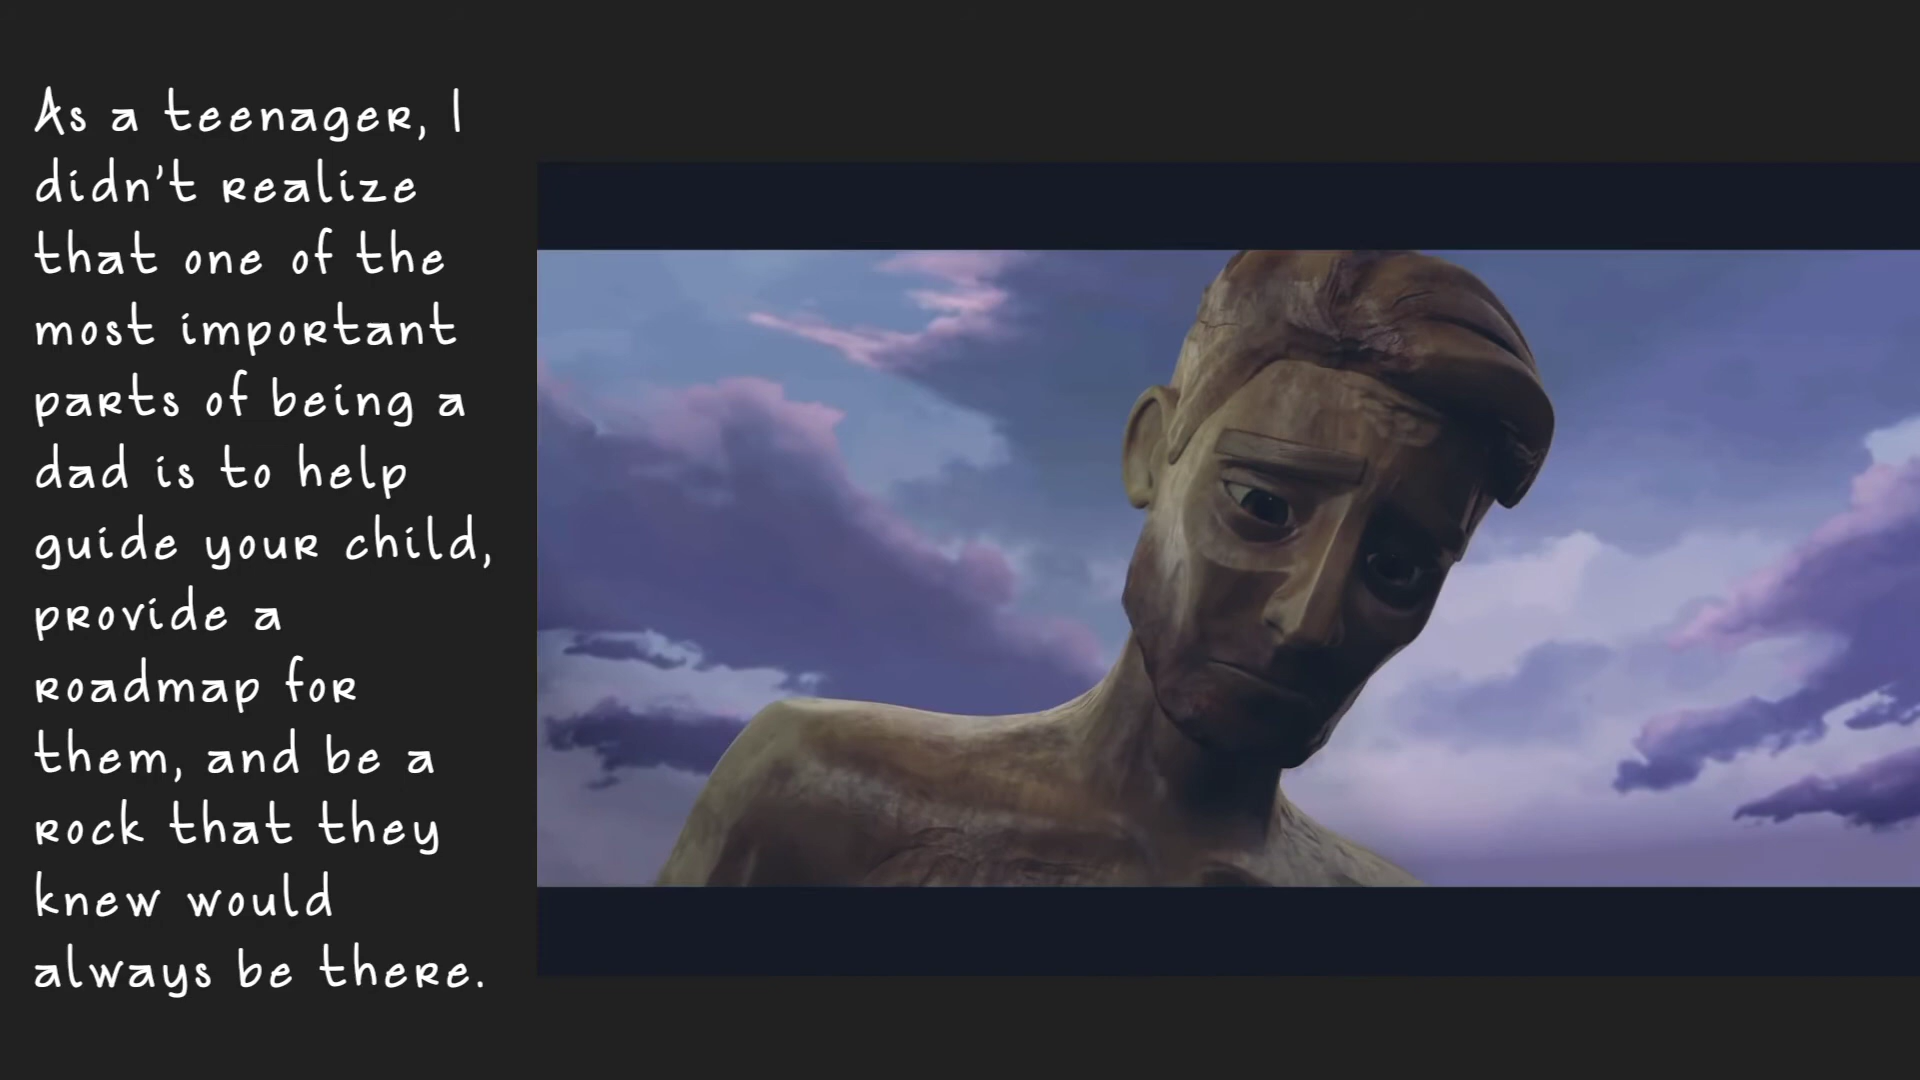 As a teenager, I
didn't realize
that one of the
most important
parts of being a
dad is to help
guide your child,
provide a
roadmap for
them, and be a
rock that they
knew would
always be there.